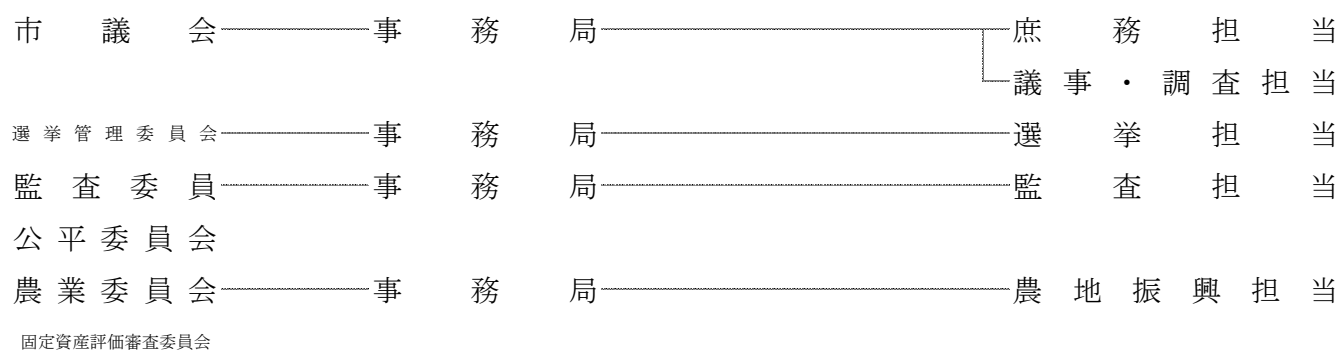 市議会 事務局 庶務担当
議事・調査担当
選挙管理委員会 事務局 選挙担当
監査委員 事務局 監査担当
公平委員会
農業委員会 事務局 農地振興担当
固定資産評価審査委員会